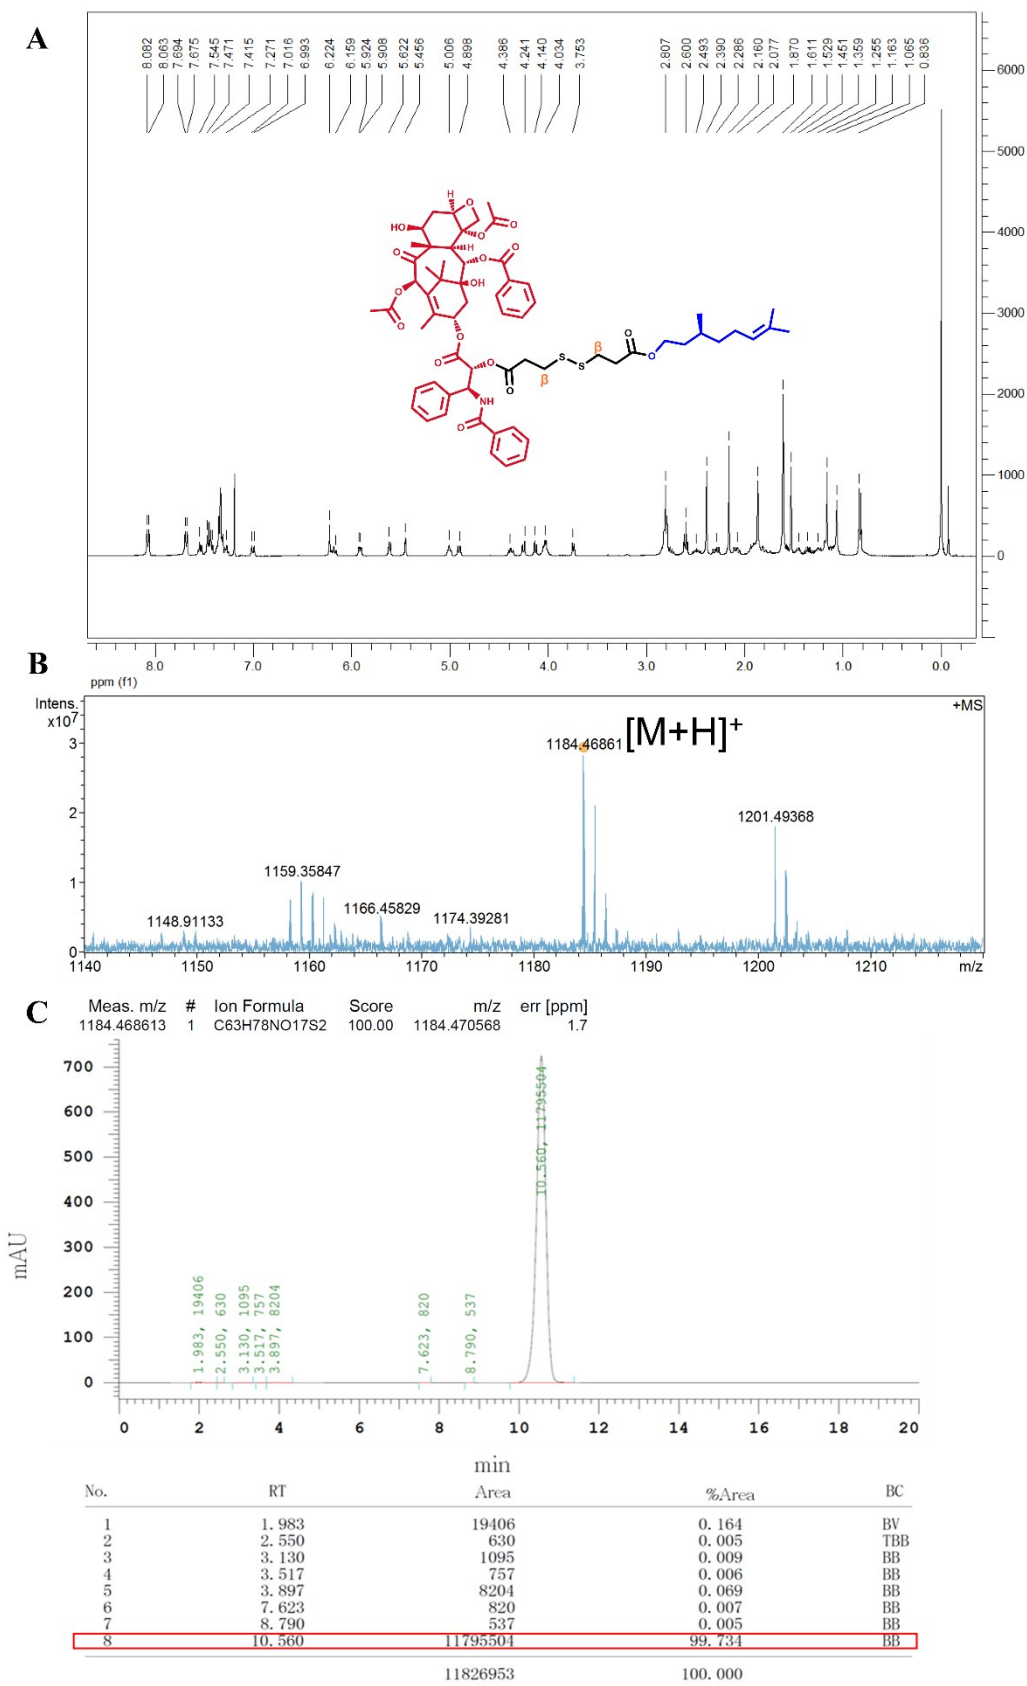 A
8.082
8.063
7.694
7.675
7.545
7.471
7.415
7.271
7.016
6.993
6.224
6.159
5.924
5.908
5.622
5.456
5.006
4.898
4.386
4.241
4.140
4.034
3.753
2.807
2.600
2.493
2.390
2.286
2.160
2.077
1.870
1.611
1.529
1.451
1.359
1.255
1.163
1.065
0.836
6000
5000
4000
3000
2000
1000
0
H
O
HO
O
O
H
O
O
O
O
OH
O
O
O
O
O
O
S
S
β
β
O
O
NH
O
8.0 7.0 6.0 5.0 4.0 3.0 2.0 1.0 0.0
ppm (f1)
B
Intens.
x10⁷
+MS
3
2
1
0
1148.91133
1159.35847
1166.45829
1174.39281
1184.46861
[M+H]⁺
1201.49368
1140 1150 1160 1170 1180 1190 1200 1210 m/z
C
Meas. m/z # Ion Formula Score m/z err [ppm]
1184.468613 1 C63H78NO17S2 100.00 1184.470568 1.7
700
600
500
400
300
200
100
0
mAU
1.983, 19406
2.550, 630
3.130, 1095
3.517, 757
3.897, 8204
7.623, 820
8.790, 537
10.560, 11795504
0 2 4 6 8 10 12 14 16 18 20
min
No. RT Area %Area BC
1 1.983 19406 0.164 BV
2 2.550 630 0.005 TBB
3 3.130 1095 0.009 BB
4 3.517 757 0.006 BB
5 3.897 8204 0.069 BB
6 7.623 820 0.007 BB
7 8.790 537 0.005 BB
8 10.560 11795504 99.734 BB
11826953 100.000